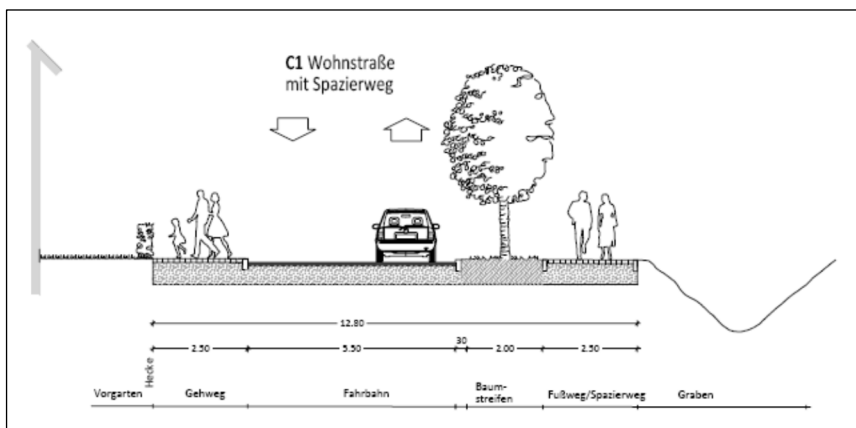 C1 Wohnstraße
mit Spazierweg
12.80
2.50
5.50
30
2.00
2.50
Vorgarten
Hecke
Gehweg
Fahrbahn
Baum-
streifen
Fußweg/Spazierweg
Graben